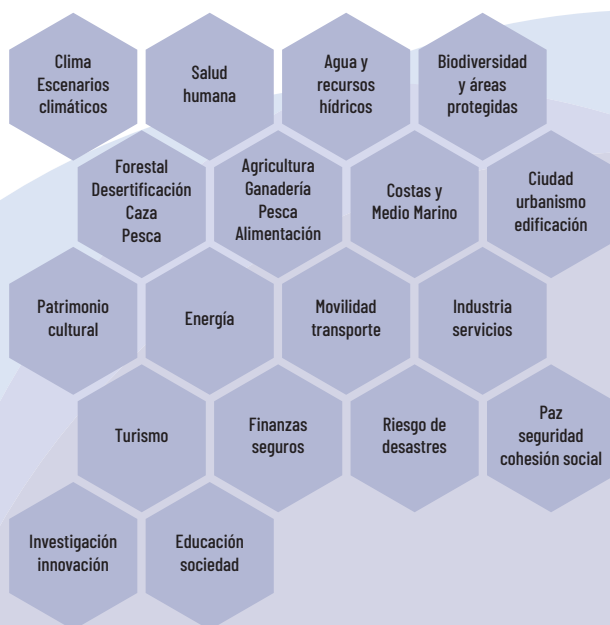 Clima
Escenarios
climáticos
Salud
humana
Agua y
recursos
hídricos
Biodiversidad
y áreas
protegidas
Forestal
Desertificación
Caza
Pesca
Agricultura
Ganadería
Pesca
Alimentación
Costas y
Medio Marino
Ciudad
urbanismo
edificación
Patrimonio
cultural
Energía
Movilidad
transporte
Industria
servicios
Turismo
Finanzas
seguros
Riesgo de
desastres
Paz
seguridad
cohesión social
Investigación
innovación
Educación
sociedad